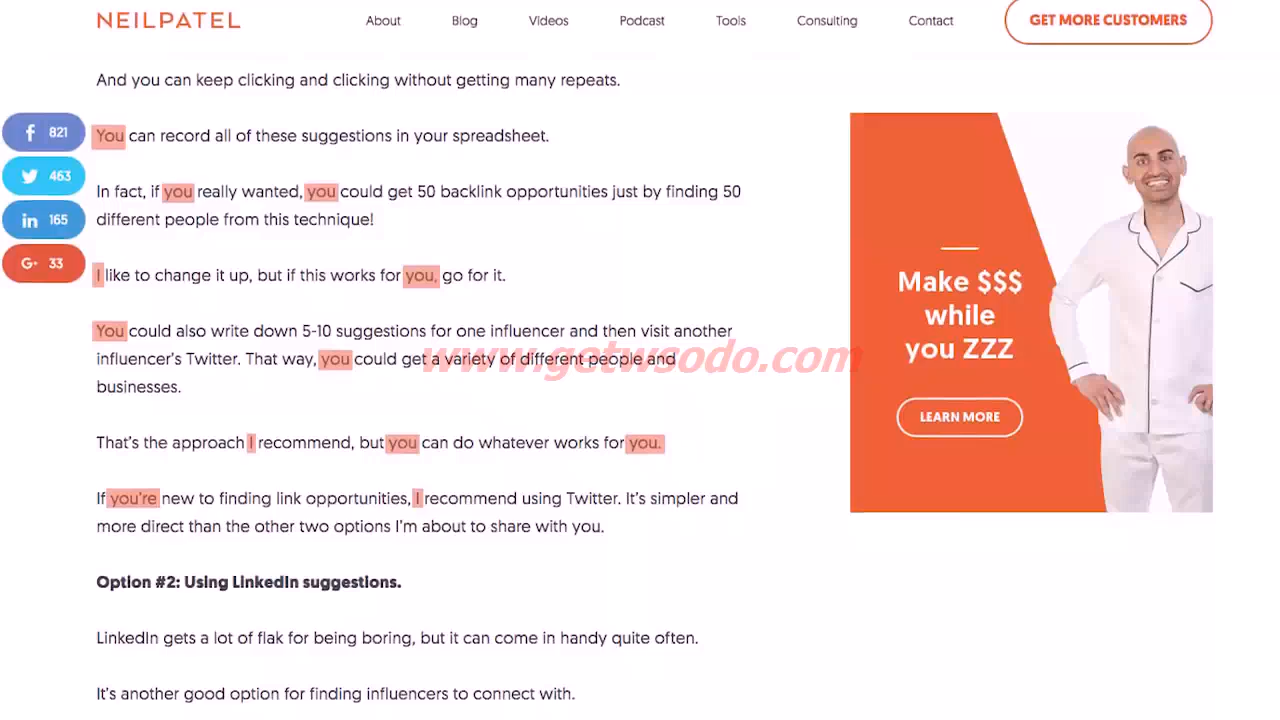 NEILPATEL
About Blog Videos Podcast Tools Consulting Contact
GET MORE CUSTOMERS
And you can keep clicking and clicking without getting many repeats.
821
463
in 165
G+ 33
You can record all of these suggestions in your spreadsheet.
In fact, if you really wanted, you could get 50 backlink opportunities just by finding 50
different people from this technique!
I like to change it up, but if this works for you, go for it.
You could also write down 5-10 suggestions for one influencer and then visit another
influencer's Twitter. That way, you could get a variety of different people and
businesses.
www.getwsodo.com
That's the approach I recommend, but you can do whatever works for you.
If you're new to finding link opportunities, I recommend using Twitter. It's simpler and
more direct than the other two options I'm about to share with you.
Option #2: Using LinkedIn suggestions.
LinkedIn gets a lot of flak for being boring, but it can come in handy quite often.
It's another good option for finding influencers to connect with.
Make $$$
while
you ZZZ
LEARN MORE